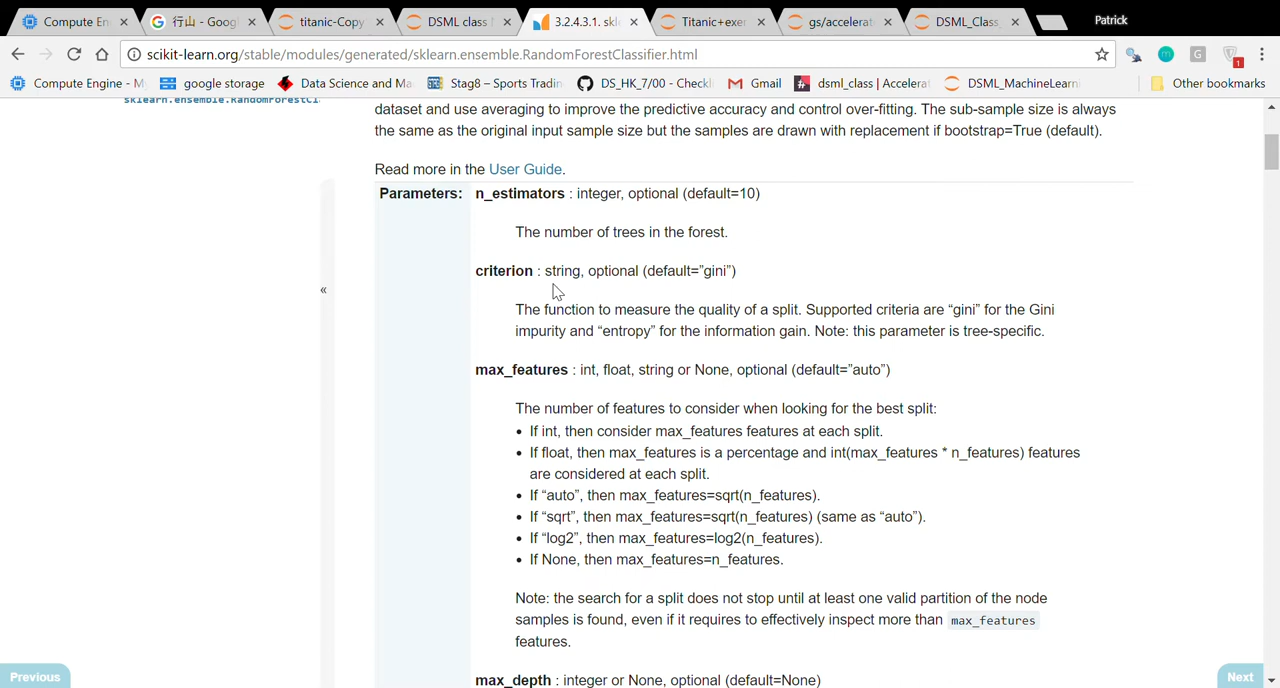 Compute En
行山 - Goog
titanic-Copy
DSML class N
3.2.4.3.1. skl
Titanic+exer
gs/accelerat
DSML_Class_
Patrick
scikit-learn.org/stable/modules/generated/sklearn.ensemble.RandomForestClassifier.html
Compute Engine - My
google storage
Data Science and Ma
Stag8 – Sports Tradin
DS_HK_7/00 - Checkl
Gmail
dsml_class | Accelerat
DSML_MachineLearni
Other bookmarks
sklearn.ensemble.RandomForestCl
dataset and use averaging to improve the predictive accuracy and control over-fitting. The sub-sample size is always
the same as the original input sample size but the samples are drawn with replacement if bootstrap=True (default).
Read more in the User Guide.
Parameters: n_estimators : integer, optional (default=10)
The number of trees in the forest.
criterion : string, optional (default=”gini”)
«
The function to measure the quality of a split. Supported criteria are “gini” for the Gini
impurity and “entropy” for the information gain. Note: this parameter is tree-specific.
max_features : int, float, string or None, optional (default=”auto”)
The number of features to consider when looking for the best split:
• If int, then consider max_features features at each split.
• If float, then max_features is a percentage and int(max_features * n_features) features
are considered at each split.
• If “auto”, then max_features=sqrt(n_features).
• If “sqrt”, then max_features=sqrt(n_features) (same as “auto”).
• If “log2”, then max_features=log2(n_features).
• If None, then max_features=n_features.
Note: the search for a split does not stop until at least one valid partition of the node
samples is found, even if it requires to effectively inspect more than max_features
features.
max_depth : integer or None, optional (default=None)
Previous
Next